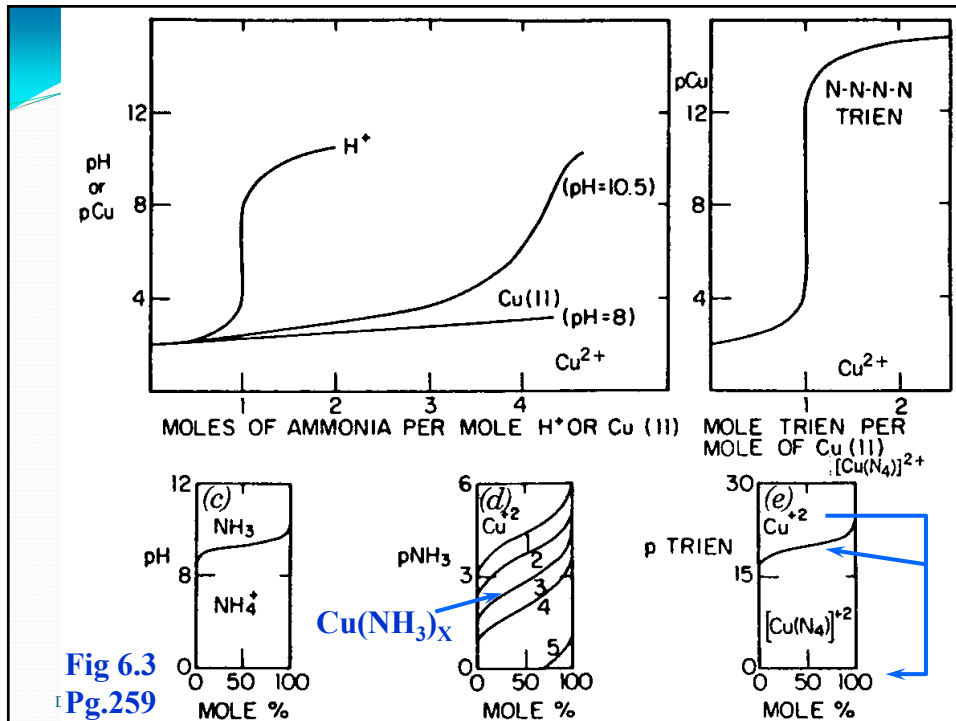 pCu
12
12
N-N-N-N
TRIEN
H⁺
pH
or
pCu
8
(pH=10.5)
8
Cu(11)
4
(pH=8)
4
Cu²⁺
Cu²⁺
1
2
3
4
1
2
MOLES OF AMMONIA PER MOLE H⁺ OR Cu (11)
MOLE TRIEN PER
MOLE OF Cu (11)
[Cu(N₄)]²⁺
12
(c)
NH₃
pH
8
NH₄⁺
0
0 50 100
MOLE %
6
(d)
Cu⁺²
pNH₃
3
2
3
4
5
0
0 50 100
MOLE %
Cu(NH₃)X
30
(e)
Cu⁺²
p TRIEN
15
[Cu(N₄)]⁺²
0
0 50 100
MOLE %
Fig 6.3
Pg.259